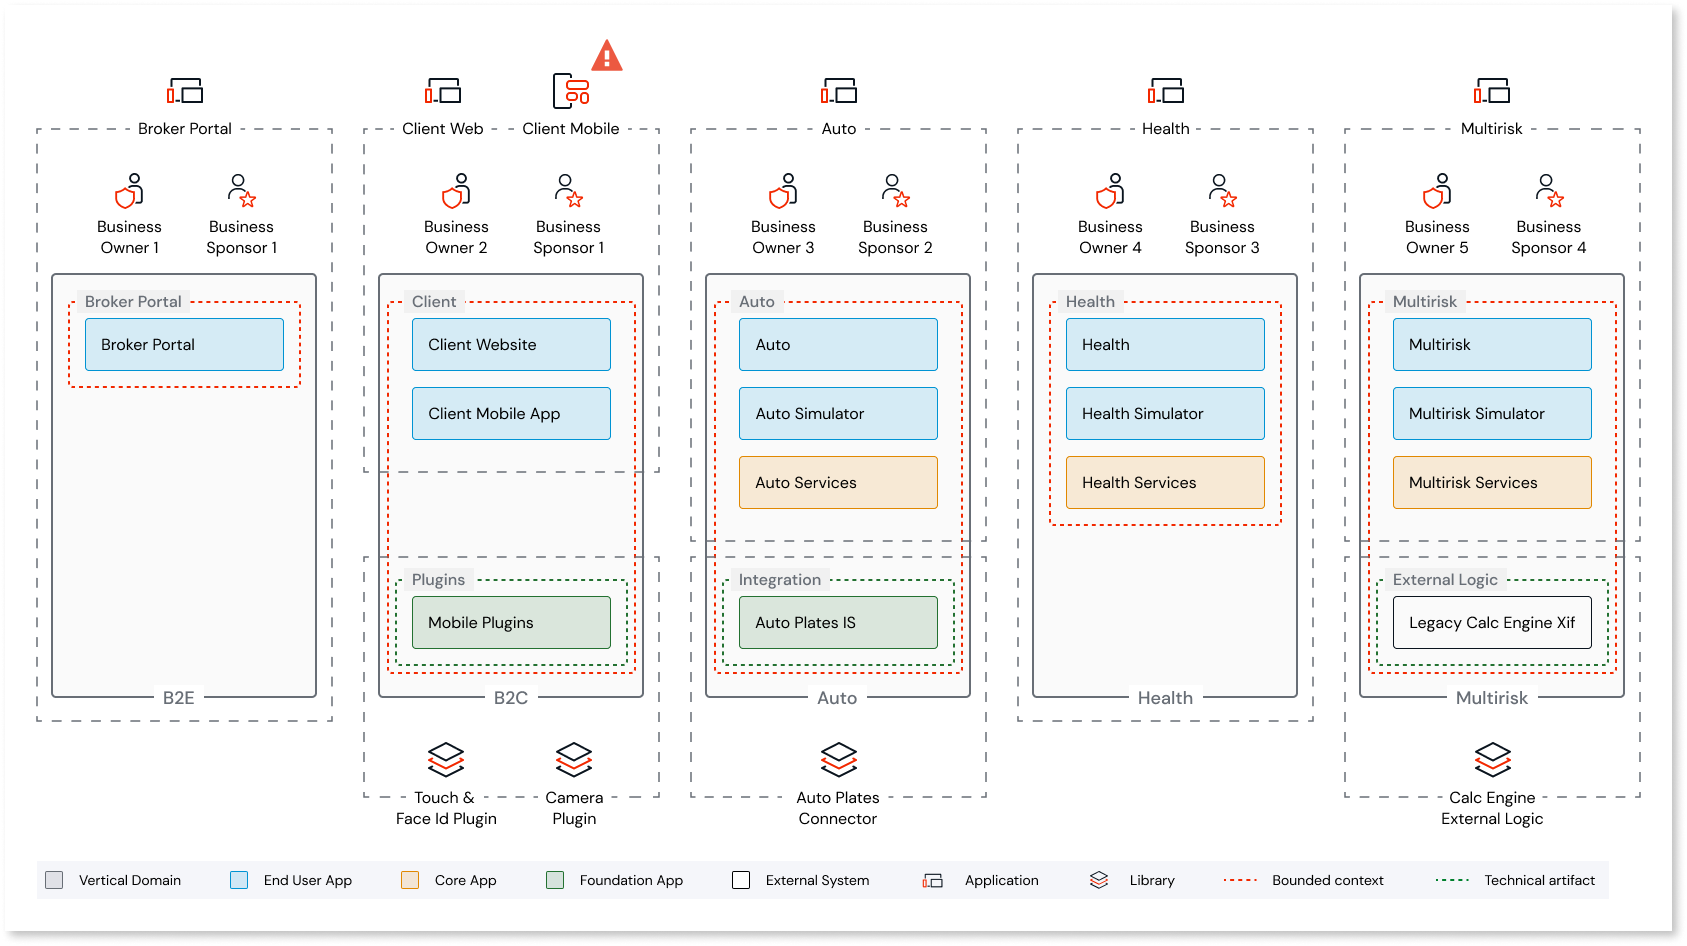 Broker Portal
Client Web
Client Mobile
Auto
Health
Multirisk
Business
Owner 1
Business
Sponsor 1
Business
Owner 2
Business
Sponsor 1
Business
Owner 3
Business
Sponsor 2
Business
Owner 4
Business
Sponsor 3
Business
Owner 5
Business
Sponsor 4
Broker Portal
Broker Portal
B2E
Client
Client Website
Client Mobile App
Plugins
Mobile Plugins
B2C
Touch &
Face Id Plugin
Camera
Plugin
Auto
Auto
Auto Simulator
Auto Services
Integration
Auto Plates IS
Auto
Auto Plates
Connector
Health
Health
Health Simulator
Health Services
Health
Multirisk
Multirisk
Multirisk Simulator
Multirisk Services
External Logic
Legacy Calc Engine Xif
Multirisk
Calc Engine
External Logic
Vertical Domain
End User App
Core App
Foundation App
External System
Application
Library
Bounded context
Technical artifact